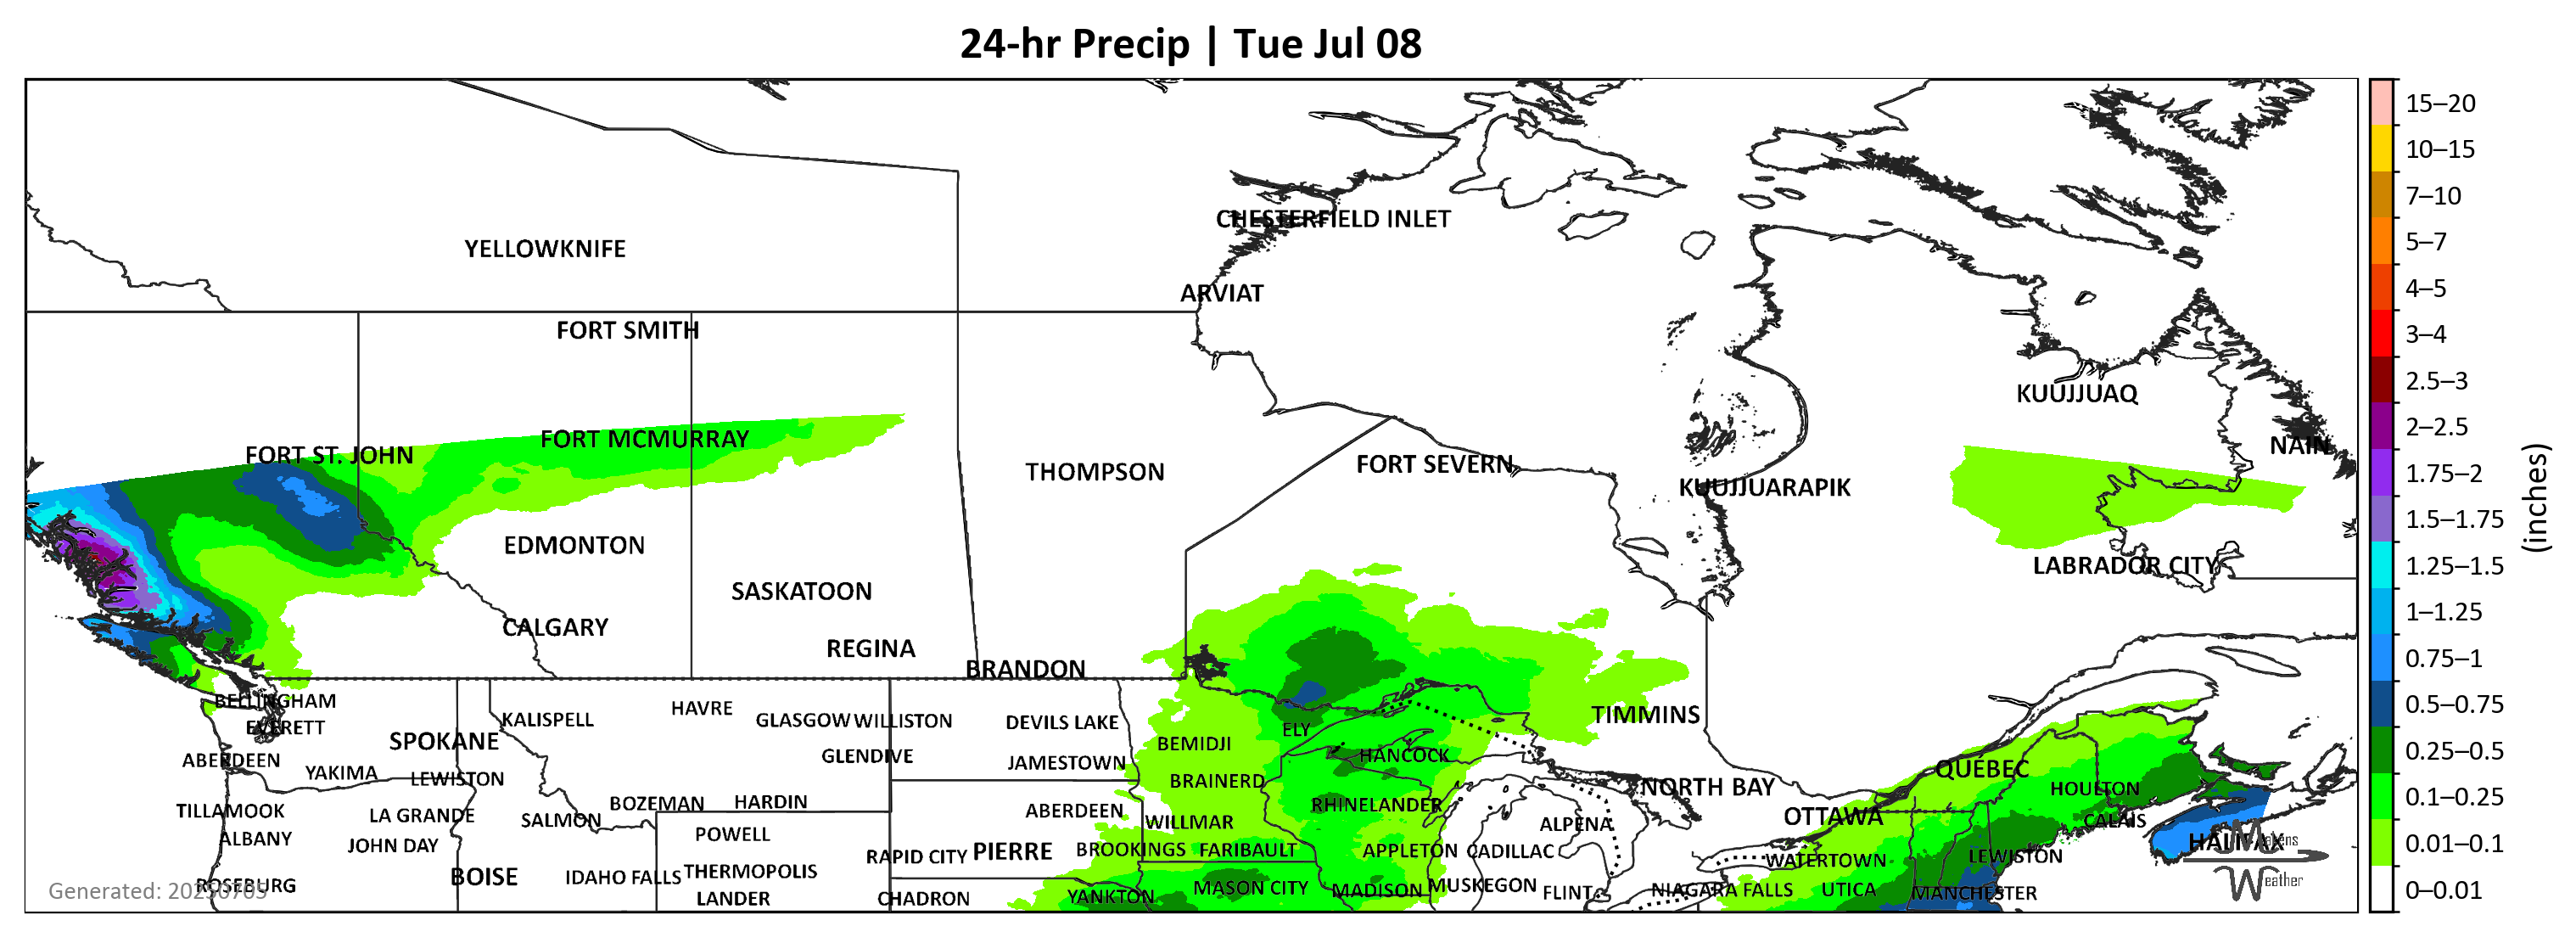 24-hr Precip | Tue Jul 08
CHESTERFIELD INLET
YELLOWKNIFE
ARVIAT
FORT SMITH
KUUJJUAQ
FORT MCMURRAY
NAIN
FORT ST. JOHN
FORT SEVERN
THOMPSON
KUUJJUARAPIK
EDMONTON
LABRADOR CITY
SASKATOON
CALGARY
REGINA
BRANDON
BELLINGHAM
HAVRE
TIMMINS
KALISPELL
GLASGOW WILLISTON
DEVILS LAKE
EVERETT
ELY
SPOKANE
BEMIDJI
HANCOCK
GLENDIVE
ABERDEEN
JAMESTOWN
QUÉBEC
YAKIMA
LEWISTON
BRAINERD
NORTH BAY
HOULTON
BOZEMAN
HARDIN
RHINELANDER
TILLAMOOK
LA GRANDE
SALMON
ABERDEEN
WILLMAR
ALPENA
OTTAWA
CALAIS
ALBANY
JOHN DAY
POWELL
HALIFAX
RAPID CITY
PIERRE
BROOKINGS
FARIBAULT
APPLETON
CADILLAC
WATERTOWN
LEWISTON
BOISE
IDAHO FALLS
THERMOPOLIS
ROSEBURG
MASON CITY
MADISON
MUSKEGON
FLINT
NIAGARA FALLS
UTICA
MANCHESTER
LANDER
CHADRON
YANKTON
Generated: 20250705
Makens
Weather
15–20
10–15
7–10
5–7
4–5
3–4
2.5–3
2–2.5
1.75–2
1.5–1.75
1.25–1.5
1–1.25
0.75–1
0.5–0.75
0.25–0.5
0.1–0.25
0.01–0.1
0–0.01
(inches)